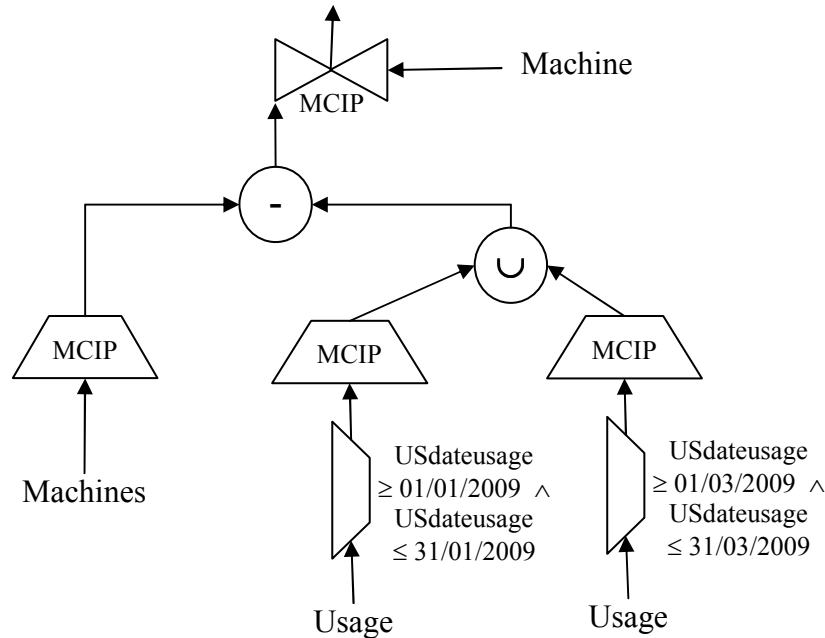 Machine
MCIP
-
∪
MCIP
MCIP
MCIP
Machines
USdateusage
≥ 01/01/2009 ∧
USdateusage
≤ 31/01/2009
USdateusage
≥ 01/03/2009 ∧
USdateusage
≤ 31/03/2009
Usage
Usage